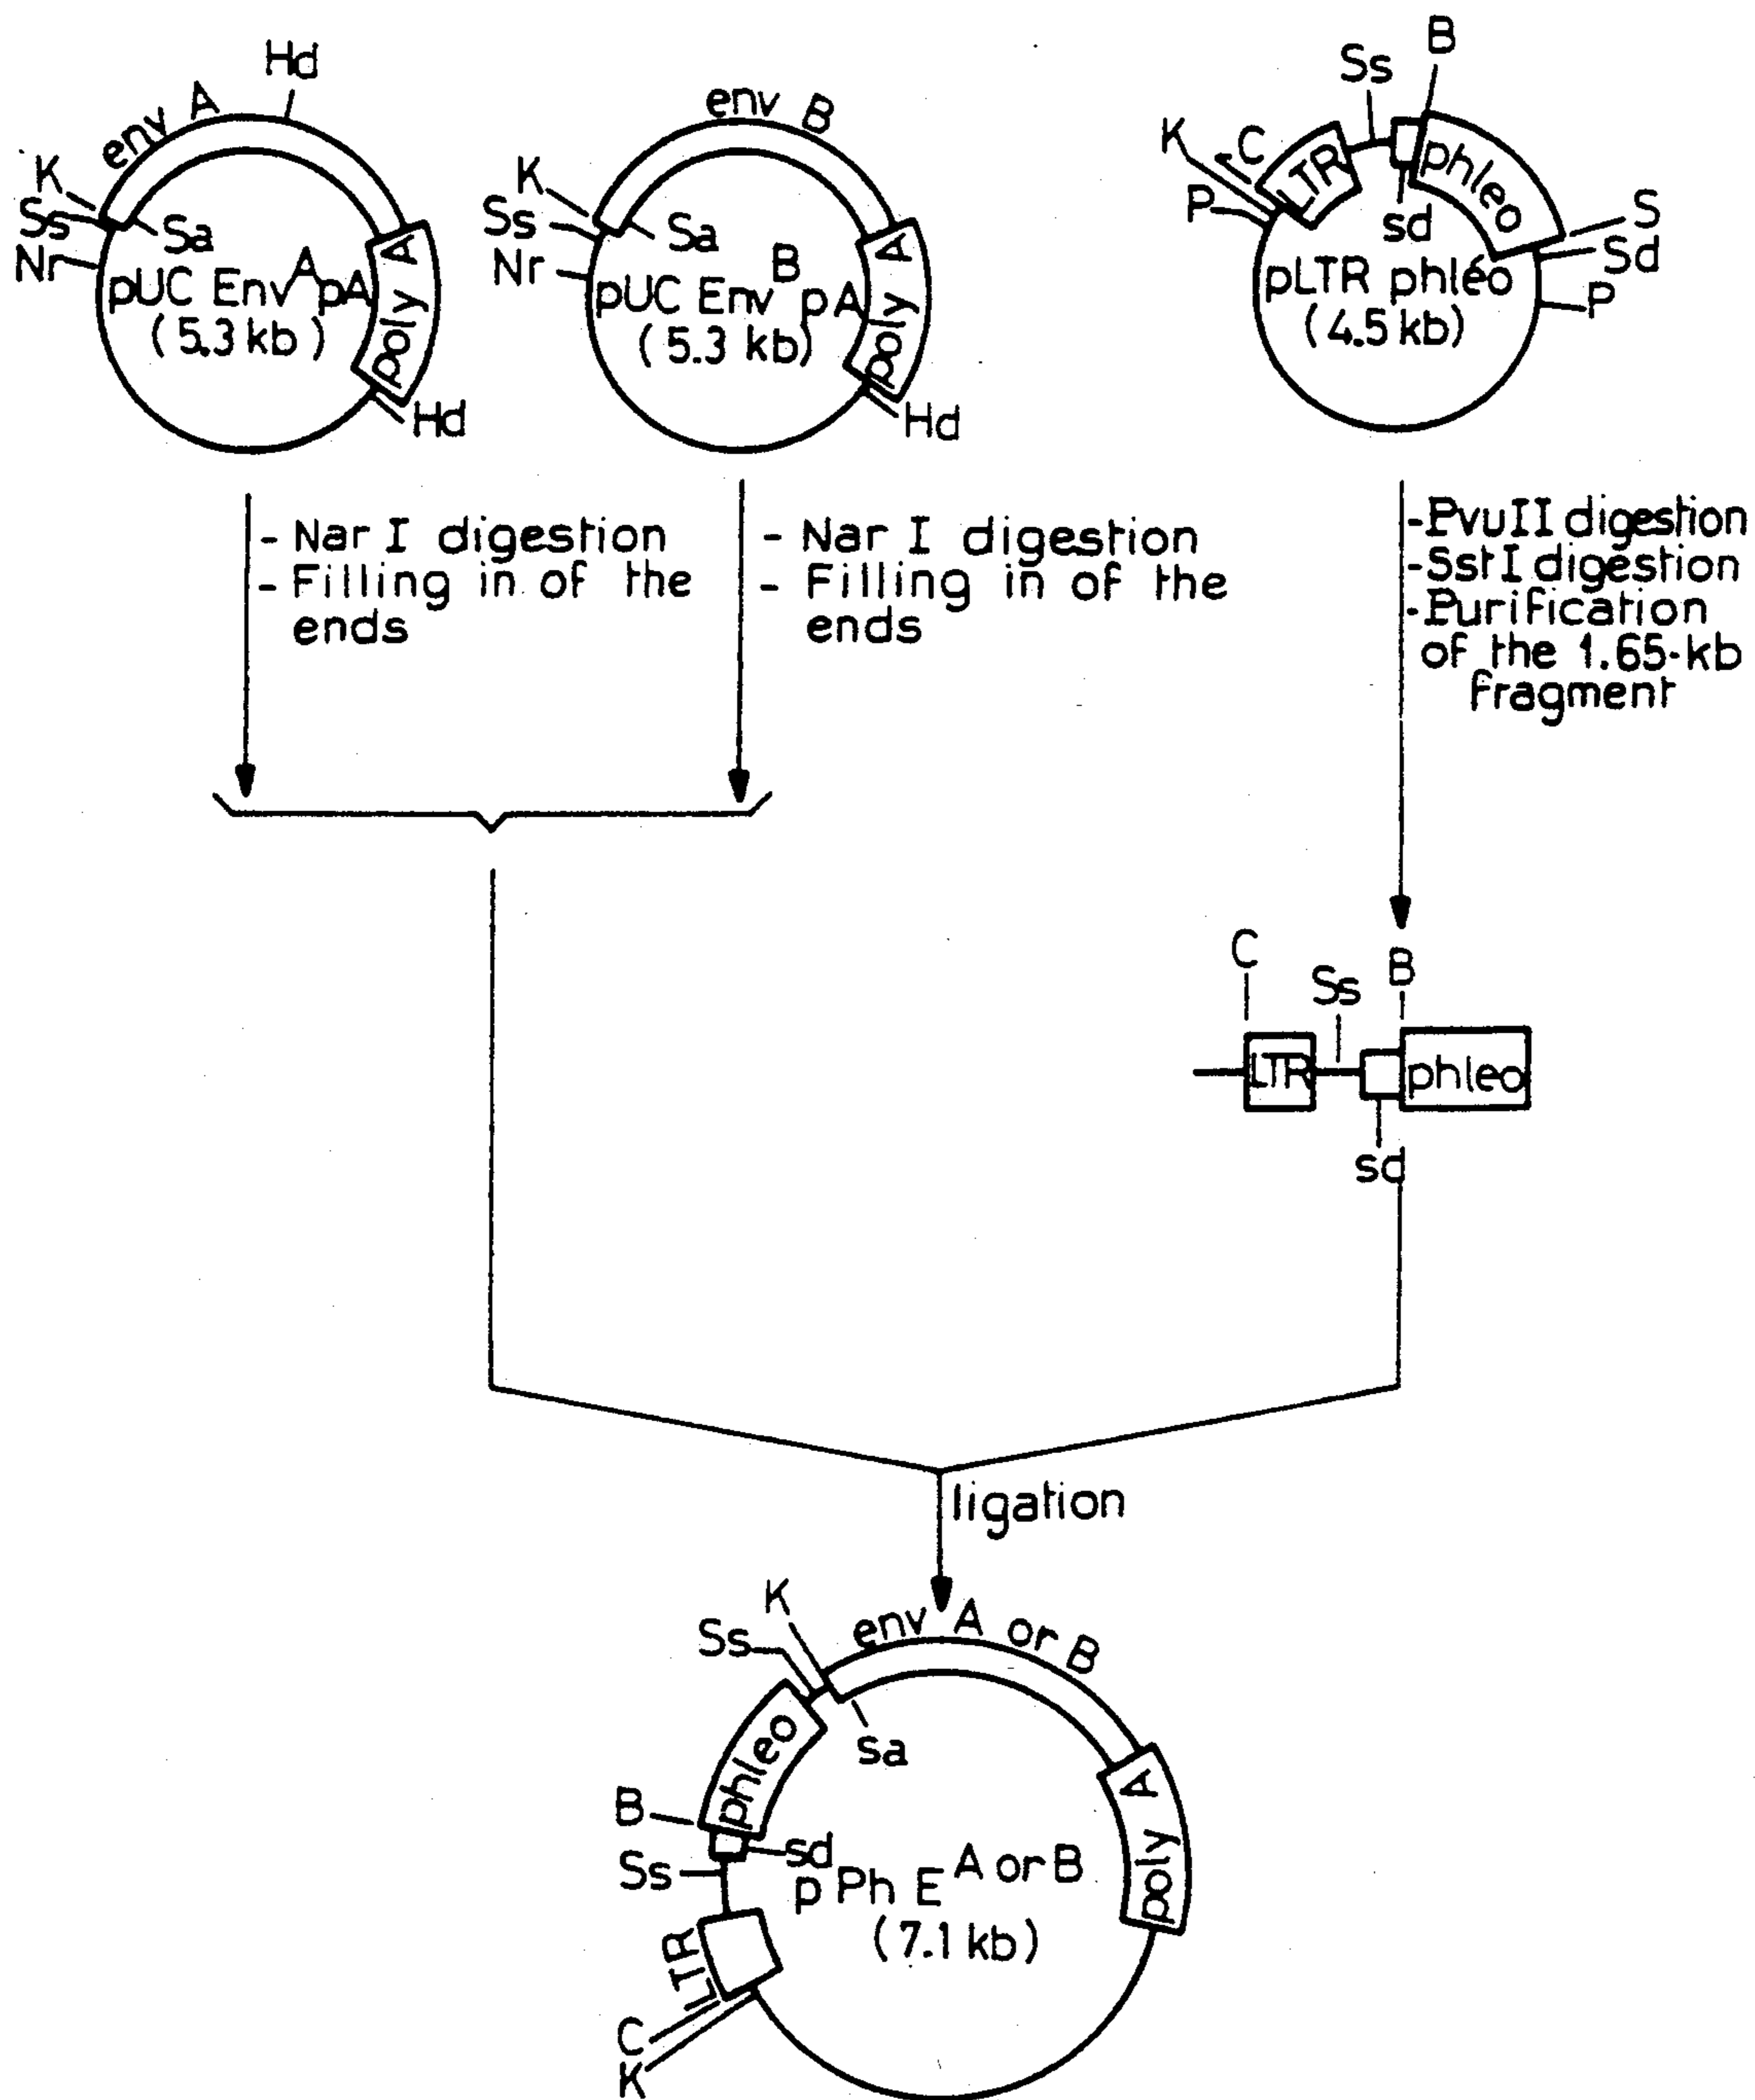 Hd
env A
K
Ss
Nr
Sa
pUC Env A pA
(5.3 kb)
poly A
Hd
env B
K
Ss
Nr
Sa
pUC Env B pA
(5.3 kb)
poly A
Hd
B
Ss
K
C
P
LTR
phleo
sd
S
Sd
P
pLTR phléo
(4.5 kb)
- Nar I digestion
- Filling in of the
ends
- Nar I digestion
- Filling in of the
ends
-PvuII digestion
-SstI digestion
-Purification
of the 1.65-kb
fragment
C
Ss
B
LTR
phleo
sd
ligation
K
Ss
env A or B
phleo
sa
B
sd
Ss
poly A
p Ph E A or B
(7.1 kb)
LTR
C
K